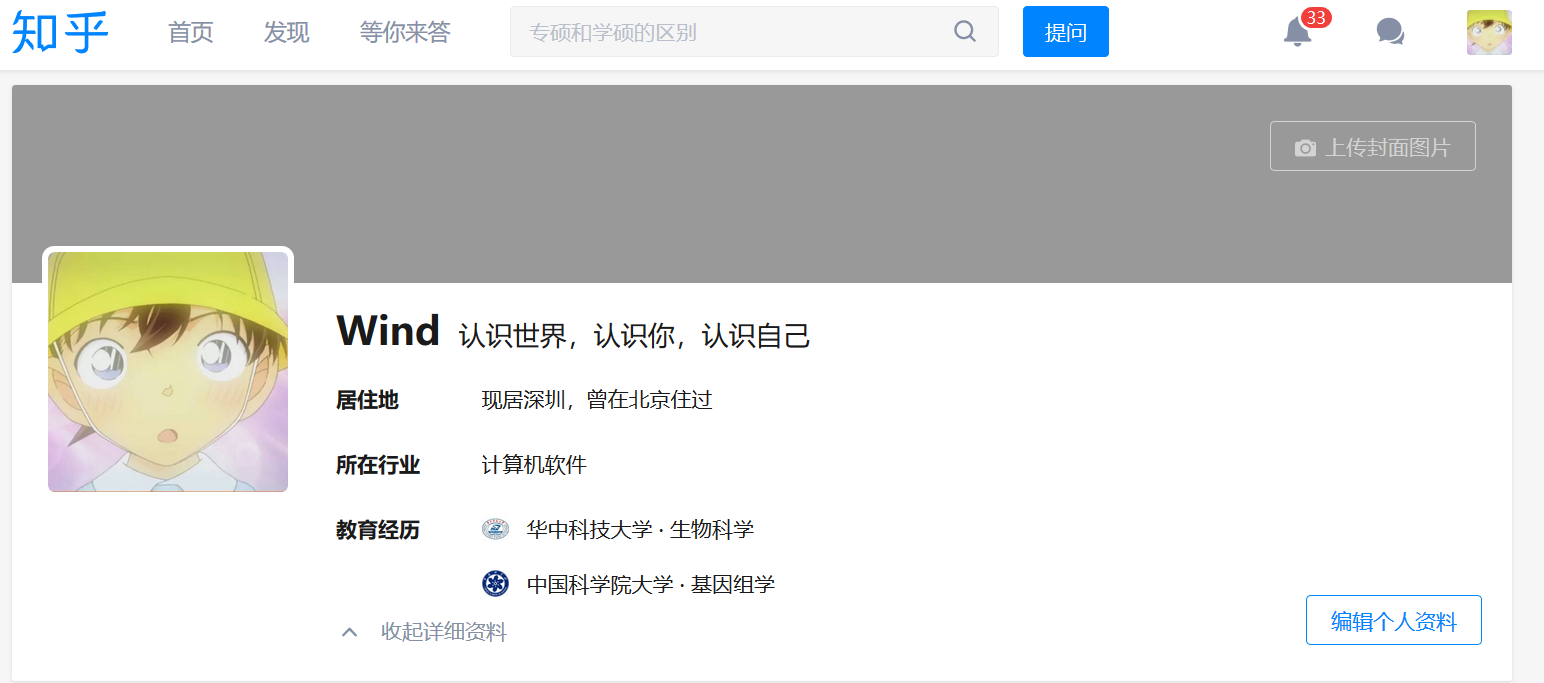 知乎 首页 发现 等你来答 专硕和学硕的区别 提问 33
上传封面图片
Wind 认识世界，认识你，认识自己
居住地 现居深圳，曾在北京住过
所在行业 计算机软件
教育经历 华中科技大学 · 生物科学
中国科学院大学 · 基因组学
收起详细资料 编辑个人资料